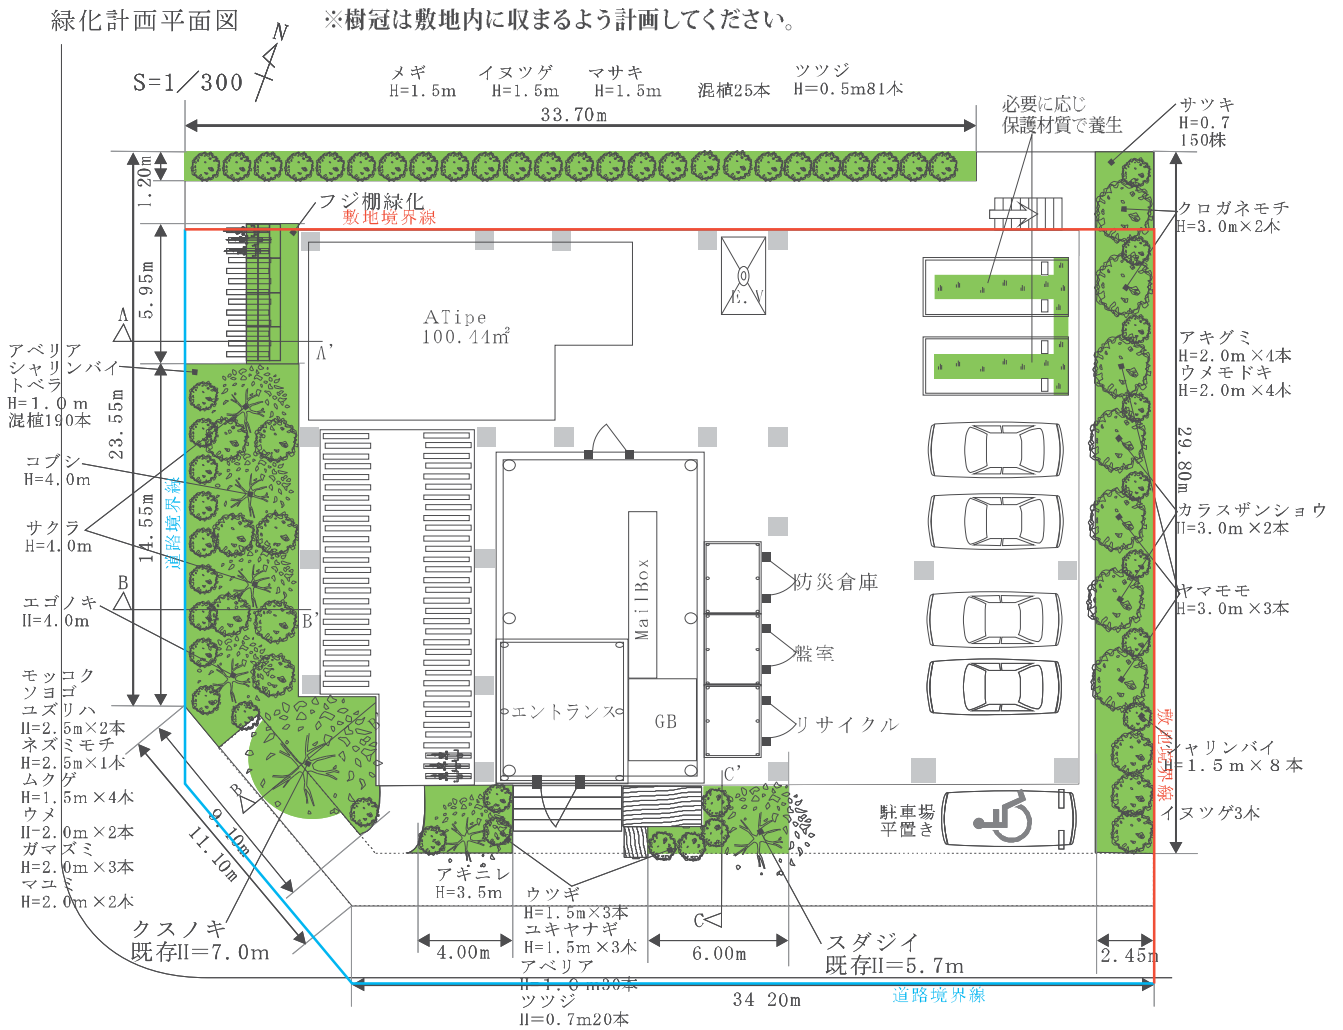 緑化計画平面図
※樹冠は敷地内に収まるよう計画してください。
N
S=1／300
メギ
H=1.5m
イヌツゲ
H=1.5m
マサキ
H=1.5m
混植25本
ツツジ
H=0.5m81本
33.70m
必要に応じ
保護材質で養生
サツキ
H=0.7
150株
1.20m
フジ棚緑化
敷地境界線
クロガネモチ
H=3.0m×2本
5.95m
E.V
ATipe
100.44㎡
A
A'
アベリア
シャリンバイ
トベラ
H=1.0m
混植190本
アキグミ
H=2.0m×4本
ウメモドキ
H=2.0m×4本
23.55m
29.80m
コブシ
H=4.0m
14.55m
道路境界線
サクラ
H=4.0m
カラスザンショウ
H=3.0m×2本
MailBox
防災倉庫
B
B'
エゴノキ
H=4.0m
ヤマモモ
H=3.0m×3本
盤室
モッコク
ソヨゴ
ユズリハ
H=2.5m×2本
ネズミモチ
H=2.5m×1本
ムクゲ
H=1.5m×4本
ウメ
H=2.0m×2本
ガマズミ
H=2.0m×3本
マユミ
H=2.0m×2本
エントランス
GB
リサイクル
敷地境界線
シャリンバイ
H=1.5m×8本
イヌツゲ3本
C'
B
9.10m
11.10m
駐車場
平置き
アキニレ
H=3.5m
ウツギ
H=1.5m×3本
ユキヤナギ
H=1.5m×3本
アベリア
H=1.0m30本
ツツジ
H=0.7m20本
C
クスノキ
既存H=7.0m
4.00m
6.00m
スダジイ
既存H=5.7m
2.45m
34.20m
道路境界線